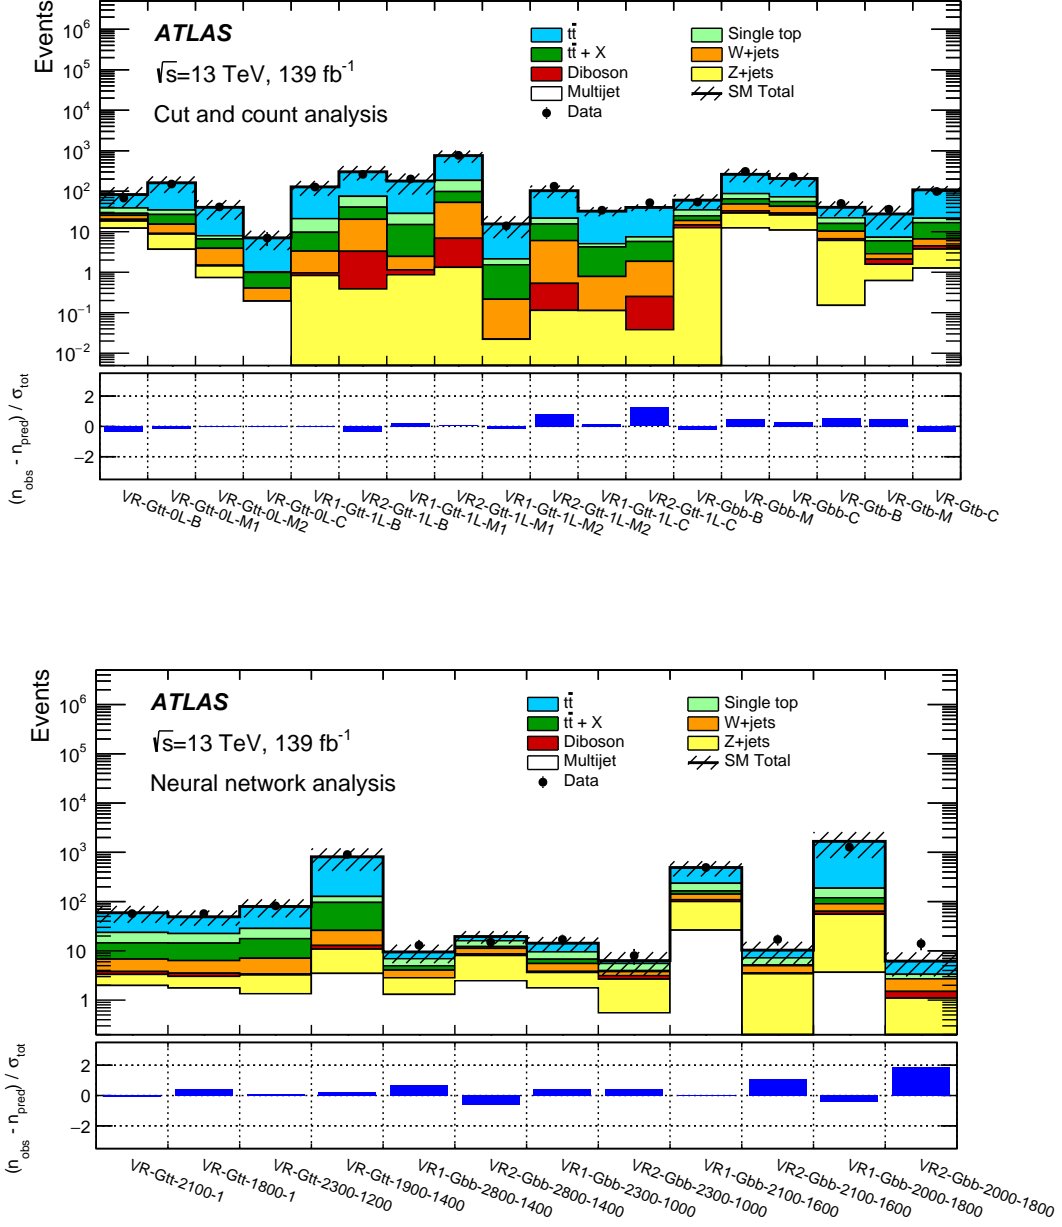 Events
ATLAS
√s=13 TeV, 139 fb⁻¹
Cut and count analysis
tt̄
tt̄ + X
Diboson
Multijet
Data
Single top
W+jets
Z+jets
SM Total
10⁶
10⁵
10⁴
10³
10²
10
1
10⁻¹
10⁻²
(n_obs - n_pred) / σ_tot
2
0
−2
VR-Gtt-0L-B
VR-Gtt-0L-M1
VR-Gtt-0L-M2
VR-Gtt-0L-C
VR1-Gtt-1L-B
VR2-Gtt-1L-B
VR1-Gtt-1L-M1
VR2-Gtt-1L-M1
VR1-Gtt-1L-M2
VR2-Gtt-1L-M2
VR1-Gtt-1L-C
VR2-Gtt-1L-C
VR-Gbb-B
VR-Gbb-M
VR-Gbb-C
VR-Gtb-B
VR-Gtb-M
VR-Gtb-C
Events
ATLAS
√s=13 TeV, 139 fb⁻¹
Neural network analysis
tt̄
tt̄ + X
Diboson
Multijet
Data
Single top
W+jets
Z+jets
SM Total
10⁶
10⁵
10⁴
10³
10²
10
1
(n_obs - n_pred) / σ_tot
2
0
−2
VR-Gtt-2100-1
VR-Gtt-1800-1
VR-Gtt-2300-1200
VR-Gtt-1900-1400
VR1-Gbb-2800-1400
VR2-Gbb-2800-1400
VR1-Gbb-2300-1000
VR2-Gbb-2300-1000
VR1-Gbb-2100-1600
VR2-Gbb-2100-1600
VR1-Gbb-2000-1800
VR2-Gbb-2000-1800